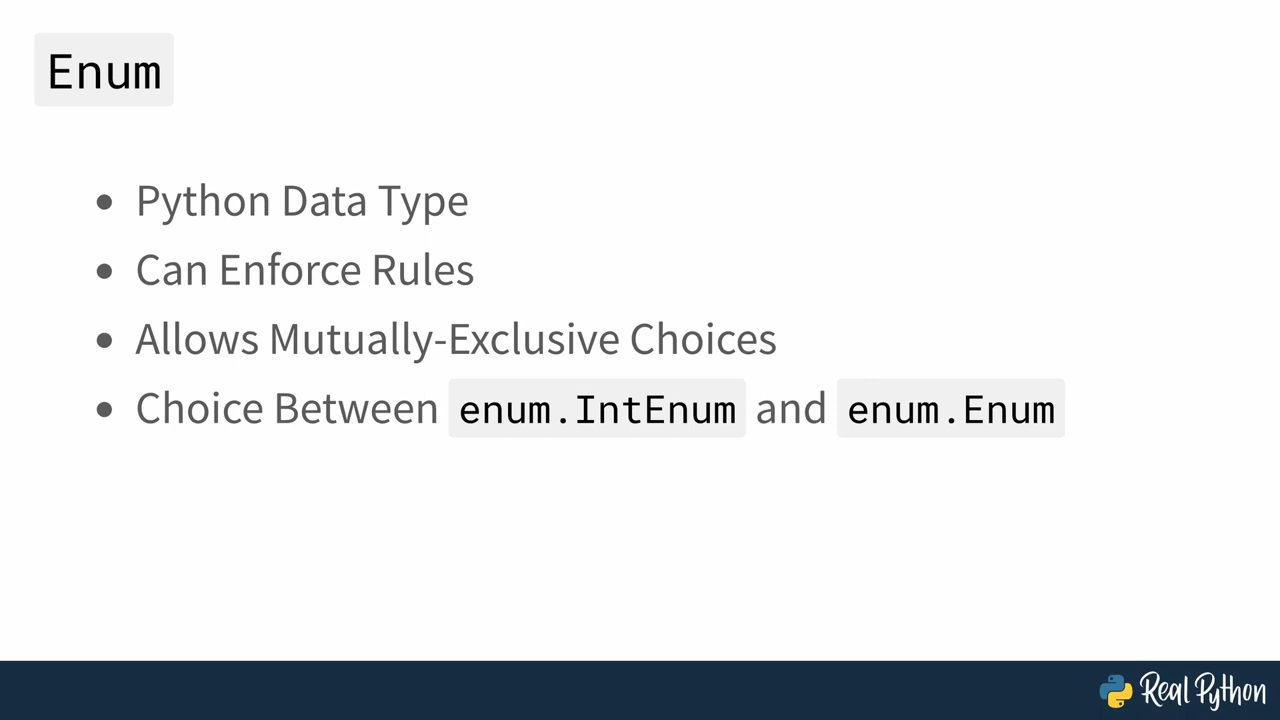 Enum
• Python Data Type
• Can Enforce Rules
• Allows Mutually-Exclusive Choices
• Choice Between enum.IntEnum and enum.Enum
Real Python